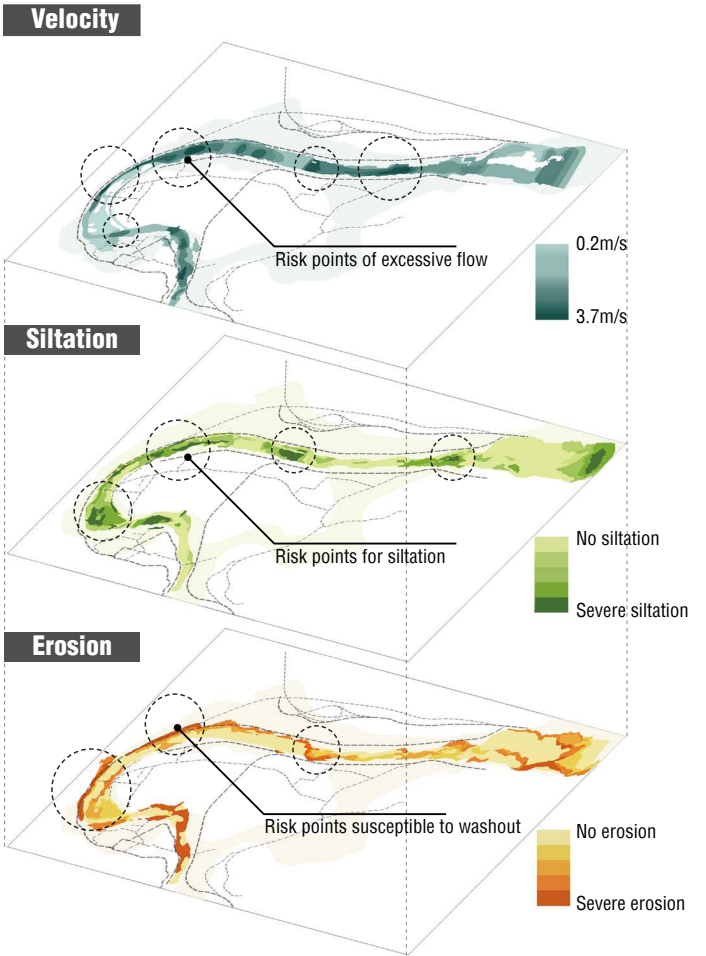 Velocity
Risk points of excessive flow
0.2m/s
3.7m/s
Siltation
Risk points for siltation
No siltation
Severe siltation
Erosion
Risk points susceptible to washout
No erosion
Severe erosion